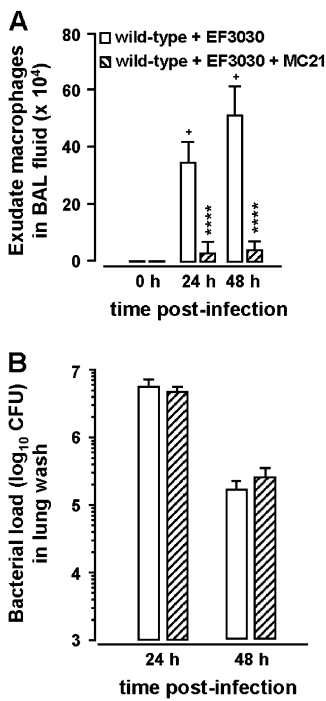 A
wild-type + EF3030
wild-type + EF3030 + MC21
Exudate macrophages
in BAL fluid (x 10⁴)
80
60
40
20
0
+
+
****
****
0 h 24 h 48 h
time post-infection
B
Bacterial load (log₁₀ CFU)
in lung wash
7
6
5
4
3
24 h 48 h
time post-infection